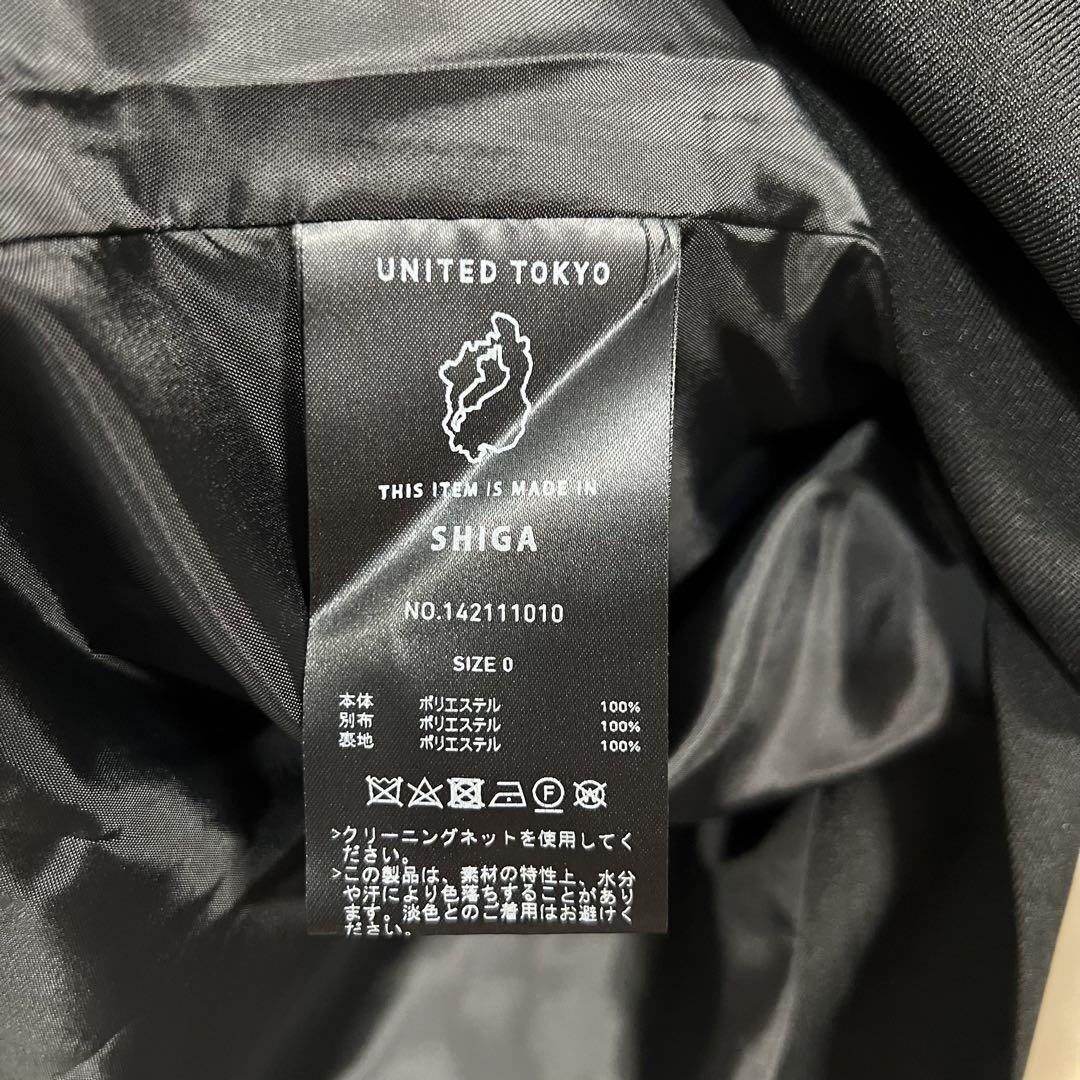 UNITED TOKYO
THIS ITEM IS MADE IN
SHIGA
NO.142111010
SIZE 0
本体 ポリエステル 100%
別布 ポリエステル 100%
裏地 ポリエステル 100%
F W
>クリーニングネットを使用してく
ださい。
>この製品は、素材の特性上、水分
や汗により色落ちすることがあり
ます。淡色とのご着用はお避けく
ださい。